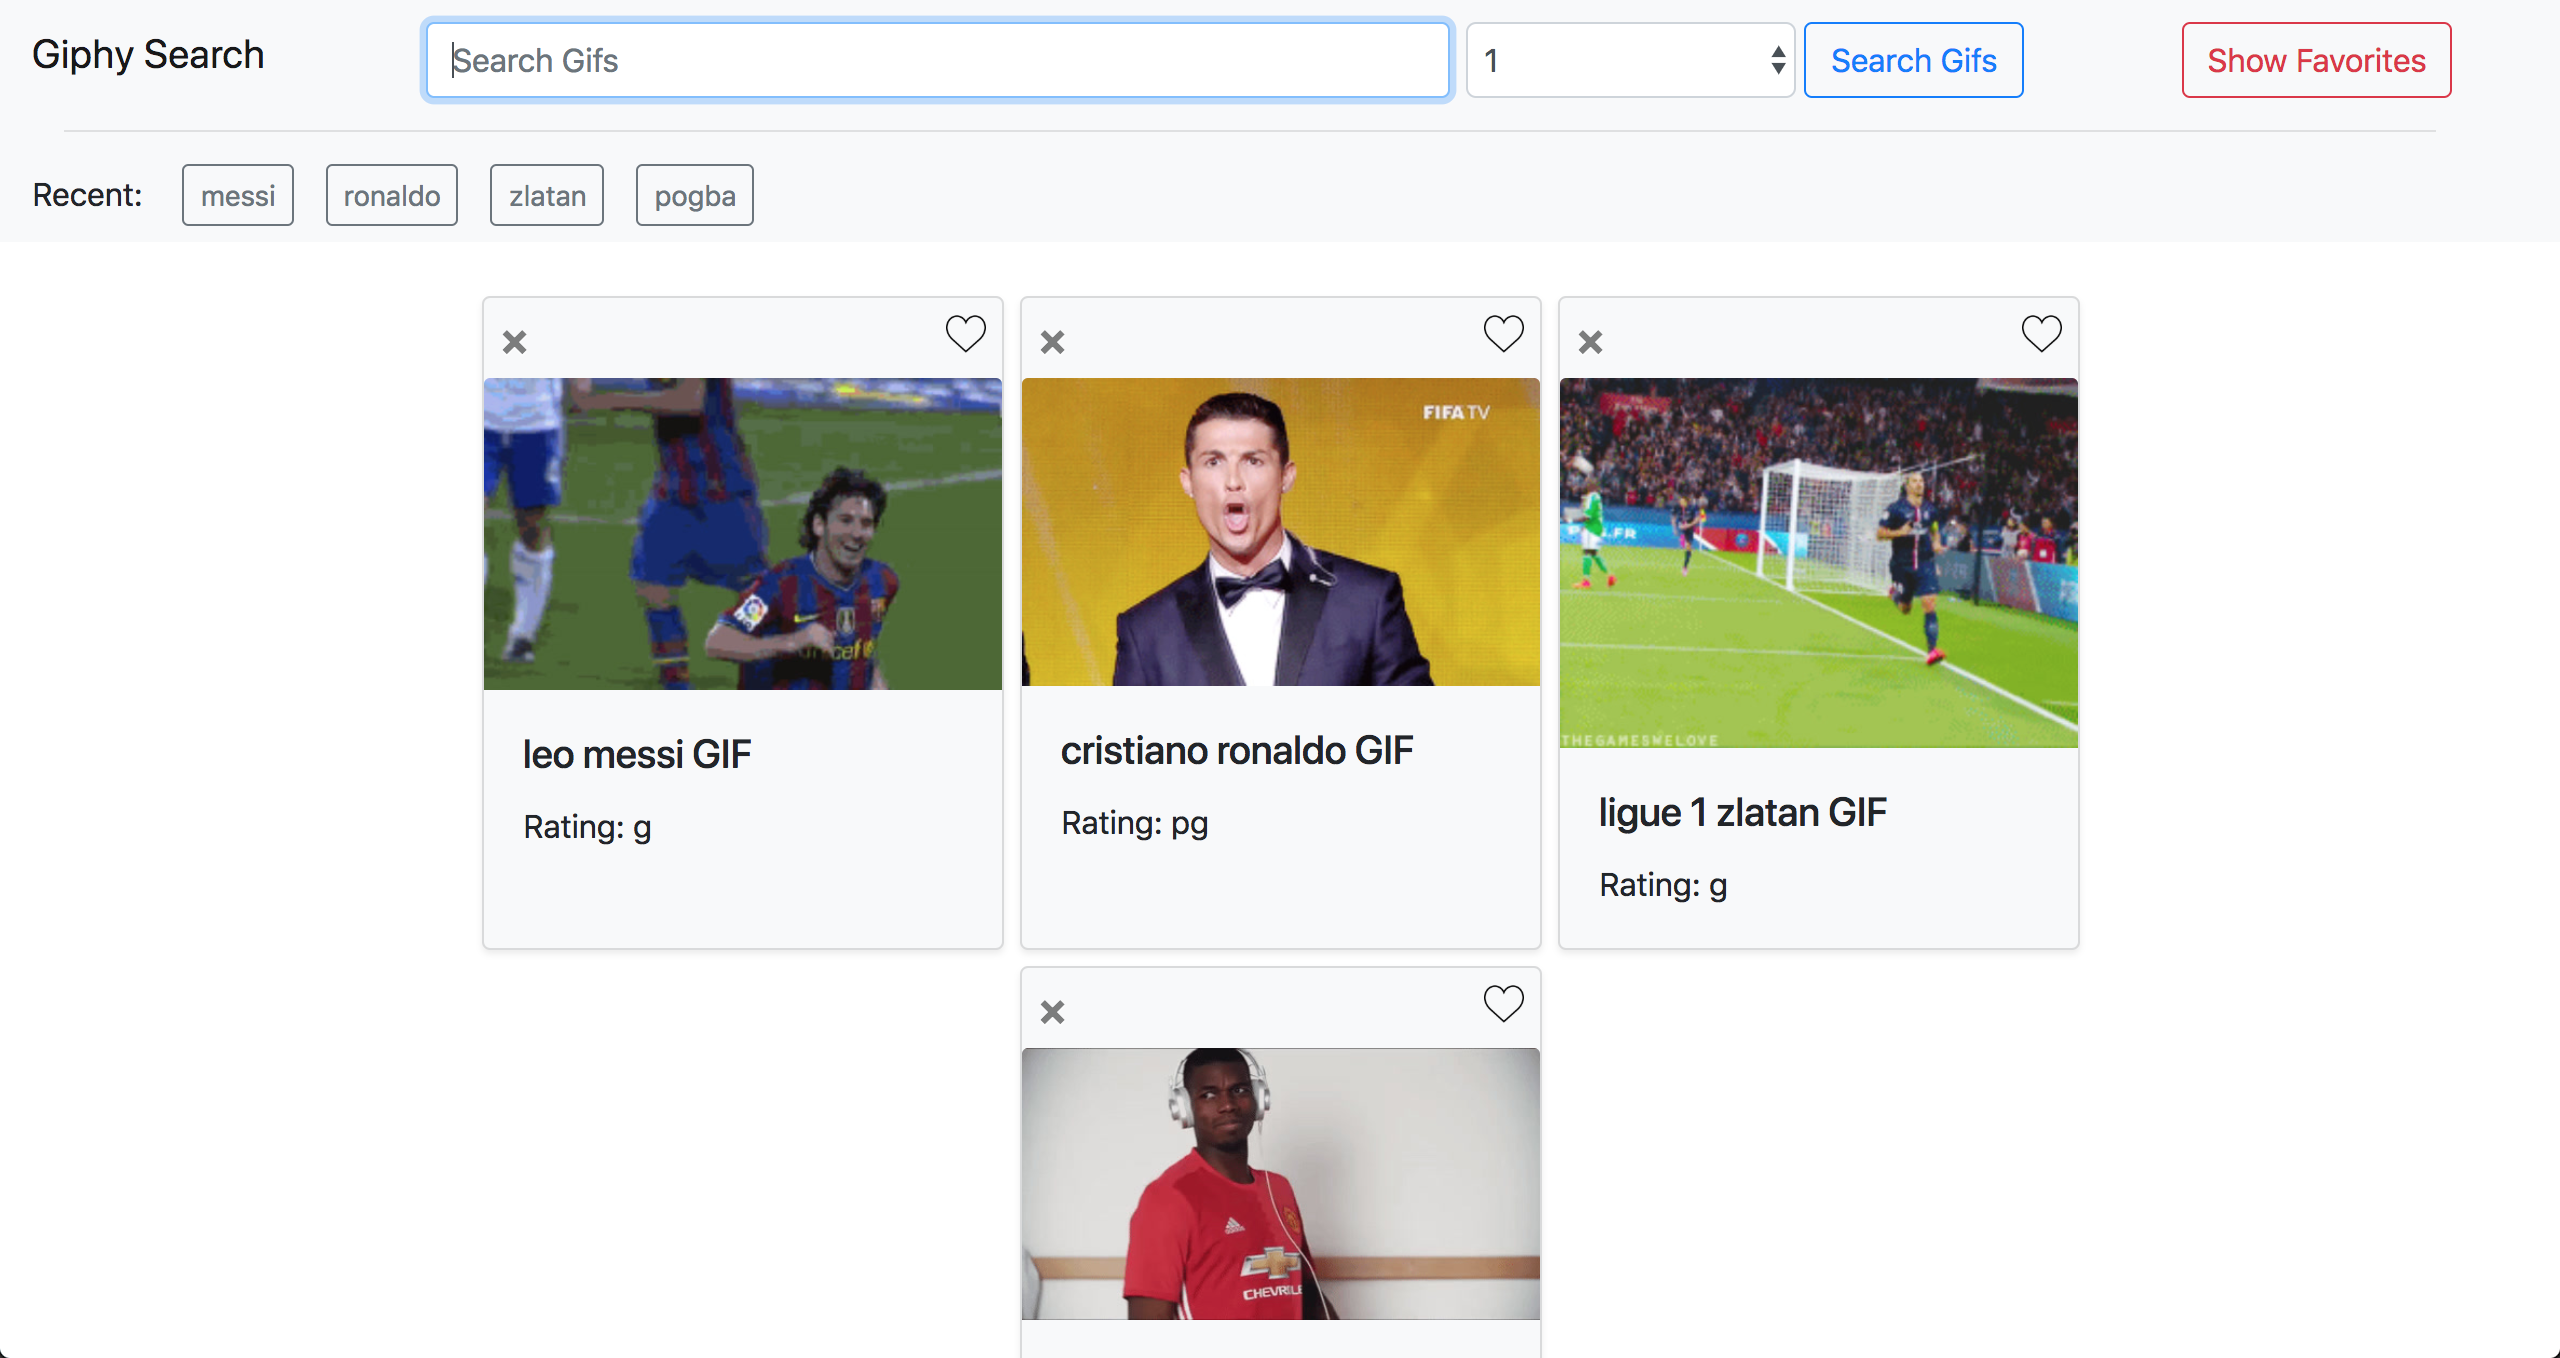 Giphy Search
Search Gifs
1
Search Gifs
Show Favorites
Recent:
messi
ronaldo
zlatan
pogba
FIFA TV
P
.FR
THEGAMESWELOVE
leo messi GIF
Rating: g
cristiano ronaldo GIF
Rating: pg
ligue 1 zlatan GIF
Rating: g
CHEVROLE